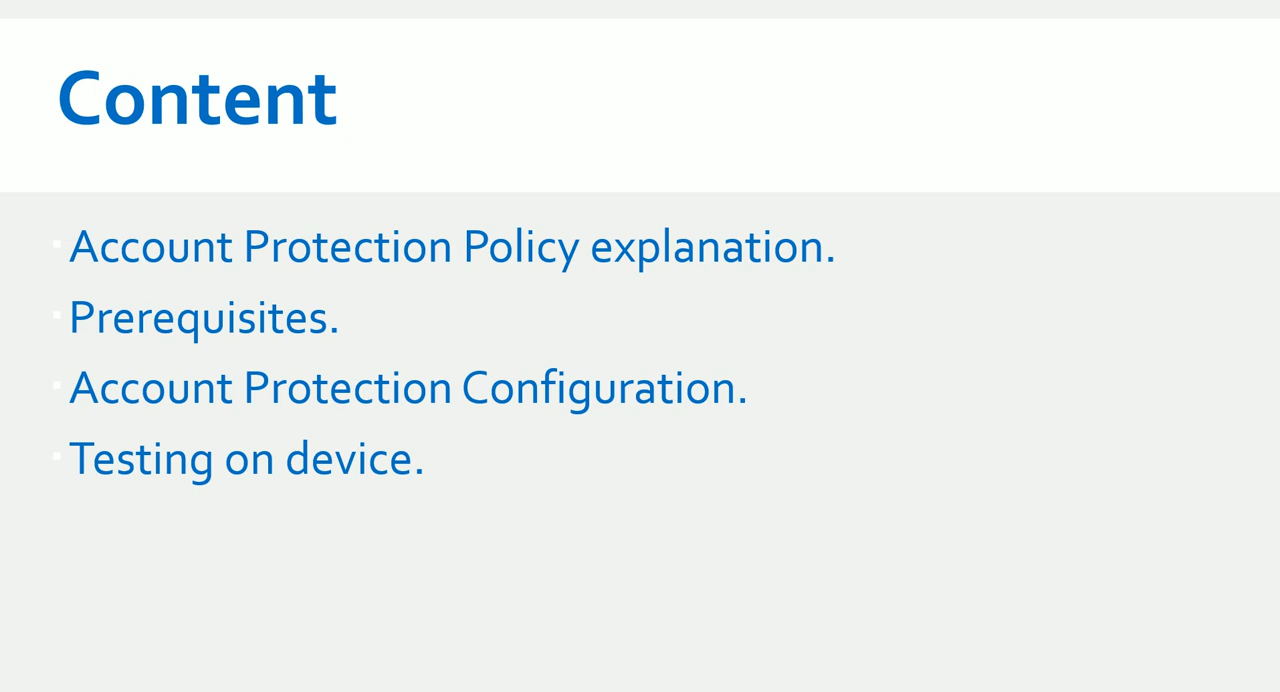 Content
Account Protection Policy explanation.
Prerequisites.
Account Protection Configuration.
Testing on device.